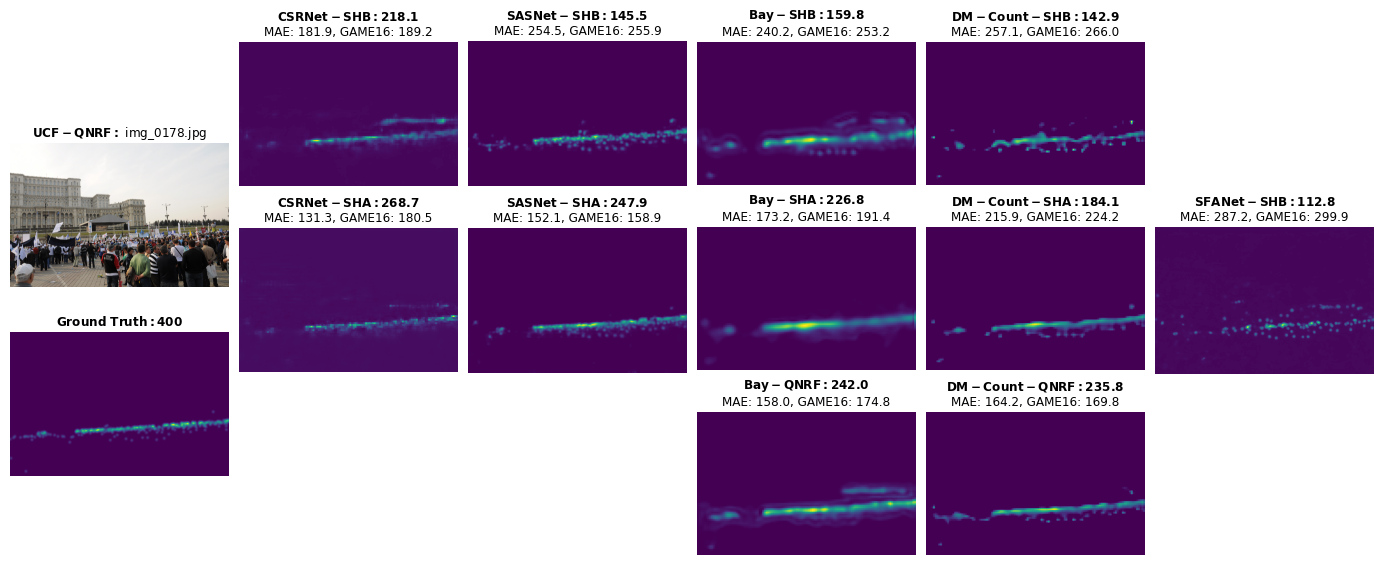 CSRNet − SHB : 218.1
MAE: 181.9, GAME16: 189.2
SASNet − SHB : 145.5
MAE: 254.5, GAME16: 255.9
Bay − SHB : 159.8
MAE: 240.2, GAME16: 253.2
DM − Count − SHB : 142.9
MAE: 257.1, GAME16: 266.0
UCF − QNRF : img_0178.jpg
CSRNet − SHA : 268.7
MAE: 131.3, GAME16: 180.5
SASNet − SHA : 247.9
MAE: 152.1, GAME16: 158.9
Bay − SHA : 226.8
MAE: 173.2, GAME16: 191.4
DM − Count − SHA : 184.1
MAE: 215.9, GAME16: 224.2
SFANet − SHB : 112.8
MAE: 287.2, GAME16: 299.9
Ground Truth : 400
Bay − QNRF : 242.0
MAE: 158.0, GAME16: 174.8
DM − Count − QNRF : 235.8
MAE: 164.2, GAME16: 169.8